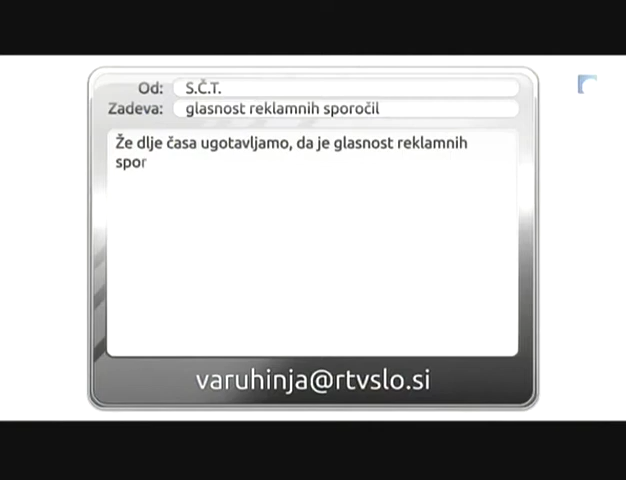 Od: S.Č.T.
Zadeva: glasnost reklamnih sporočil
Že dlje časa ugotavljamo, da je glasnost reklamnih
spor
varuhinja@rtvslo.si